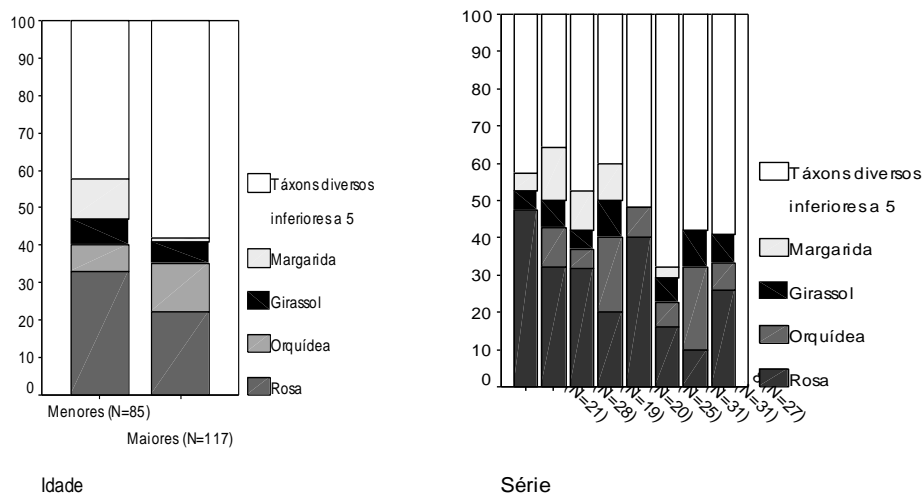 100
90
80
70
60
50
40
30
20
10
0
Menores (N=85)
Maiores (N=117)
Táxons diversos
inferiores a 5
Margarida
Girassol
Orquídea
Rosa
Idade
100
90
80
70
60
50
40
30
20
10
0
(N=21)
(N=28)
(N=19)
(N=20)
(N=25)
(N=31)
(N=31)
(N=27)
Táxons diversos
inferiores a 5
Margarida
Girassol
Orquídea
Rosa
Série